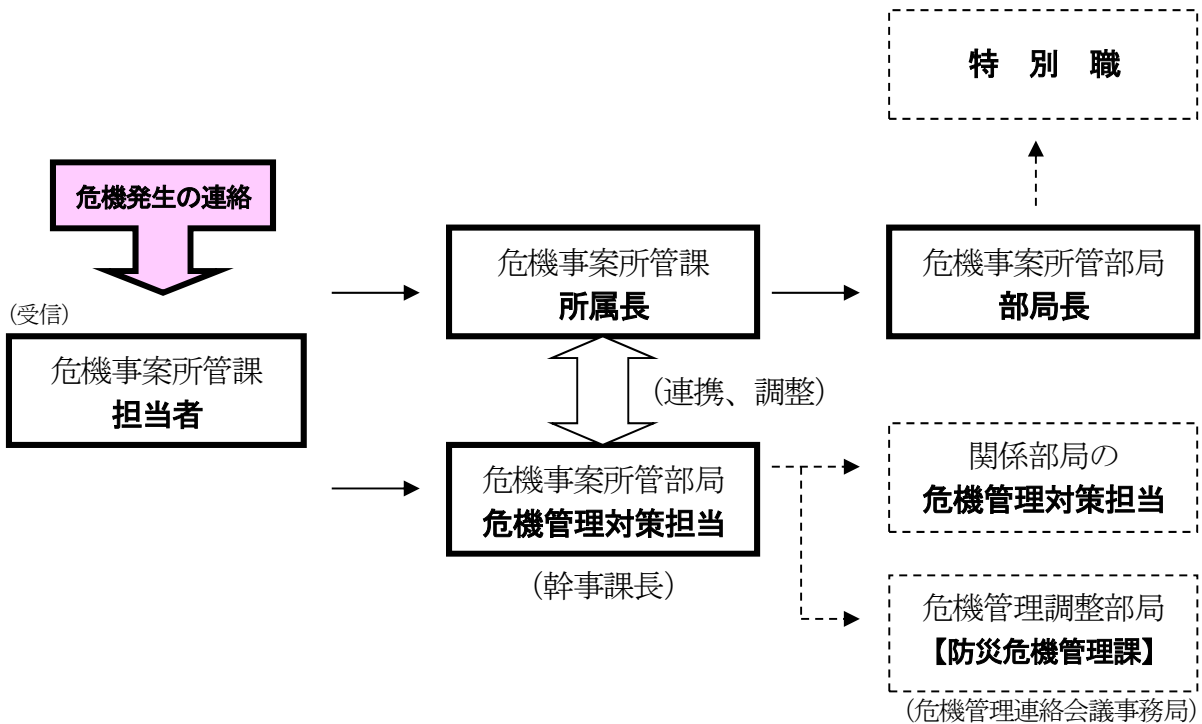 特　別　職
危機発生の連絡
(受信)
危機事案所管課
担当者
危機事案所管課
所属長
危機事案所管部局
部局長
(連携、調整)
危機事案所管部局
危機管理対策担当
(幹事課長)
関係部局の
危機管理対策担当
危機管理調整部局
【防災危機管理課】
(危機管理連絡会議事務局)